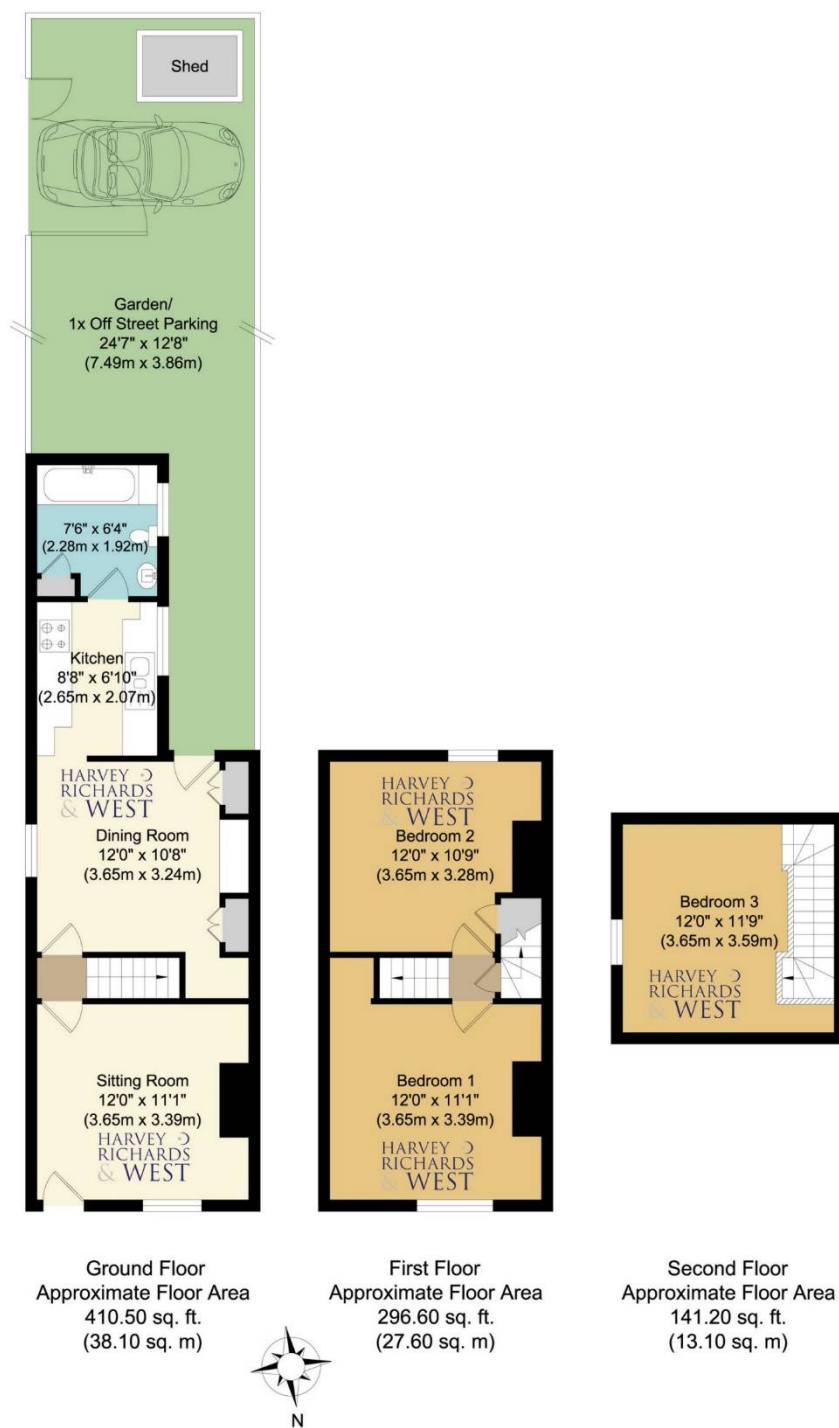 Shed
Garden/
1x Off Street Parking
24'7" x 12'8"
(7.49m x 3.86m)
7'6" x 6'4"
(2.28m x 1.92m)
Kitchen
8'8" x 6'10"
(2.65m x 2.07m)
HARVEY
RICHARDS
& WEST
Dining Room
12'0" x 10'8"
(3.65m x 3.24m)
Sitting Room
12'0" x 11'1"
(3.65m x 3.39m)
HARVEY
RICHARDS
& WEST
Ground Floor
Approximate Floor Area
410.50 sq. ft.
(38.10 sq. m)
HARVEY
RICHARDS
& WEST
Bedroom 2
12'0" x 10'9"
(3.65m x 3.28m)
Bedroom 1
12'0" x 11'1"
(3.65m x 3.39m)
HARVEY
RICHARDS
& WEST
First Floor
Approximate Floor Area
296.60 sq. ft.
(27.60 sq. m)
Bedroom 3
12'0" x 11'9"
(3.65m x 3.59m)
HARVEY
RICHARDS
& WEST
Second Floor
Approximate Floor Area
141.20 sq. ft.
(13.10 sq. m)
N